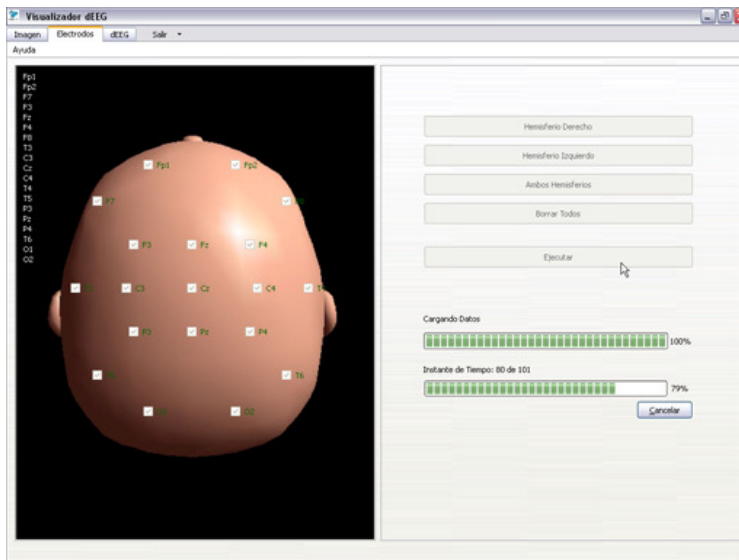 Visualizador dEEG
Imagen Electrodos dEEG Salir
Ayuda
Fp1
Fp2
F7
F3
Fz
F4
F8
T3
C3
Cz
C4
T4
T5
P3
Pz
P4
T6
O1
O2
Fp1 Fp2
F7
F3 Fz F4
C3 Cz C4 T4
P3 Pz P4
T6
O2
Hemisferio Derecho
Hemisferio Izquierdo
Ambos Hemisferios
Borrar Todos
Ejecutar
Cargando Datos
100%
Instante de Tiempo: 80 de 101
79%
Cancelar